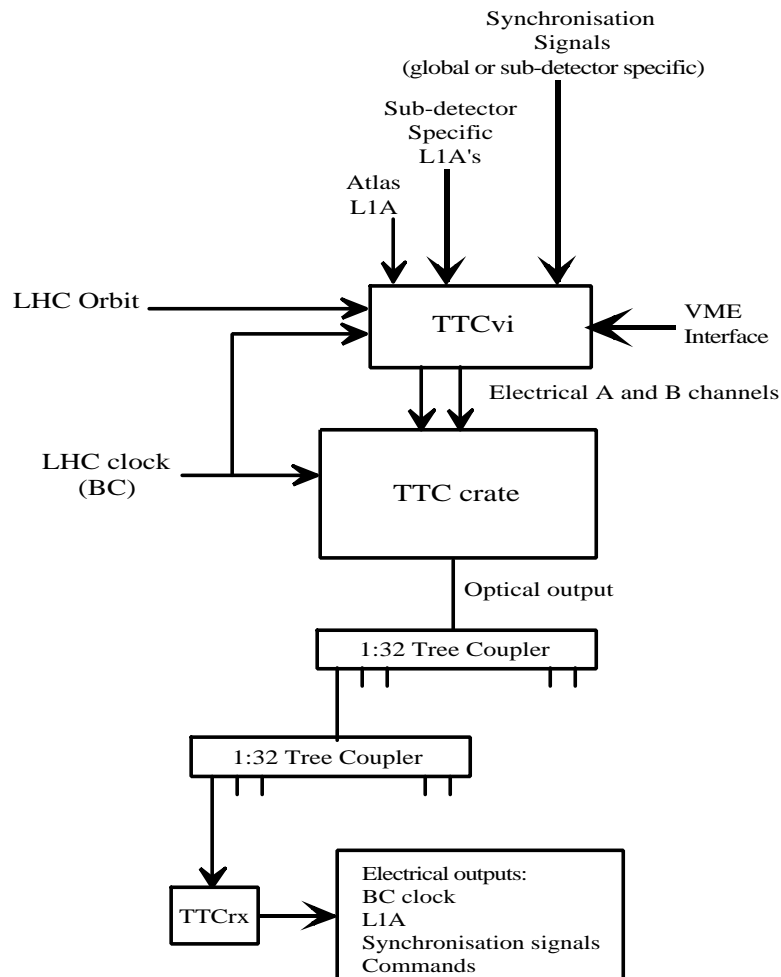 Synchronisation
Signals
(global or sub-detector specific)
Sub-detector
Specific
L1A's
Atlas
L1A
LHC Orbit
TTCvi
VME
Interface
Electrical A and B channels
LHC clock
(BC)
TTC crate
Optical output
1:32 Tree Coupler
1:32 Tree Coupler
TTCrx
Electrical outputs:
BC clock
L1A
Synchronisation signals
Commands